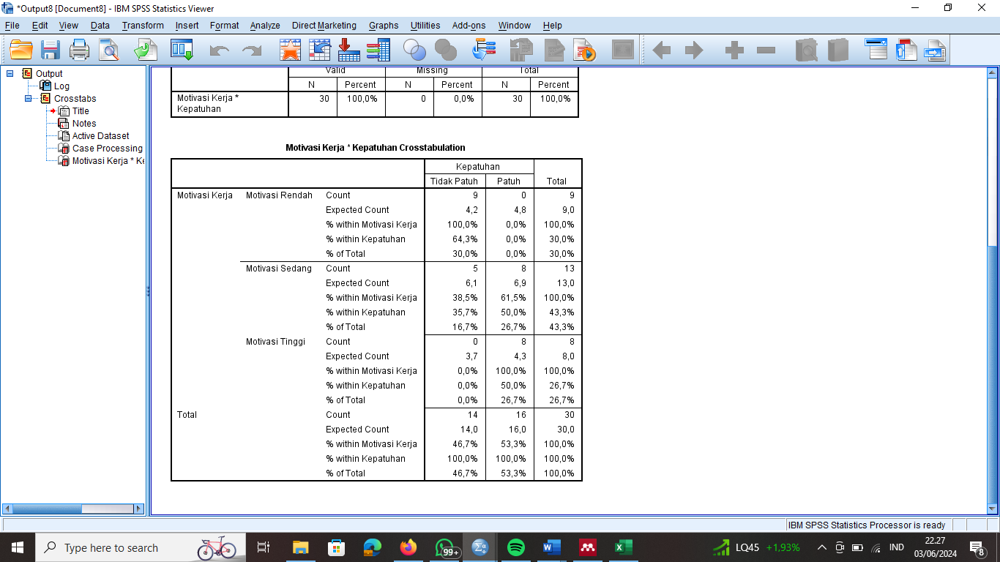 *Output8 [Document8] - IBM SPSS Statistics Viewer
File Edit View Data Transform Insert Format Analyze Direct Marketing Graphs Utilities Add-ons Window Help
Output
Log
Crosstabs
Title
Notes
Active Dataset
Case Processing
Motivasi Kerja * Ke
Valid Missing Total
N Percent N Percent N Percent
Motivasi Kerja * Kepatuhan 30 100,0% 0 0,0% 30 100,0%
Motivasi Kerja * Kepatuhan Crosstabulation
Kepatuhan
Tidak Patuh Patuh Total
Motivasi Kerja Motivasi Rendah Count 9 0 9
Expected Count 4,2 4,8 9,0
% within Motivasi Kerja 100,0% 0,0% 100,0%
% within Kepatuhan 64,3% 0,0% 30,0%
% of Total 30,0% 0,0% 30,0%
Motivasi Sedang Count 5 8 13
Expected Count 6,1 6,9 13,0
% within Motivasi Kerja 38,5% 61,5% 100,0%
% within Kepatuhan 35,7% 50,0% 43,3%
% of Total 16,7% 26,7% 43,3%
Motivasi Tinggi Count 0 8 8
Expected Count 3,7 4,3 8,0
% within Motivasi Kerja 0,0% 100,0% 100,0%
% within Kepatuhan 0,0% 50,0% 26,7%
% of Total 0,0% 26,7% 26,7%
Total Count 14 16 30
Expected Count 14,0 16,0 30,0
% within Motivasi Kerja 46,7% 53,3% 100,0%
% within Kepatuhan 100,0% 100,0% 100,0%
% of Total 46,7% 53,3% 100,0%
IBM SPSS Statistics Processor is ready
Type here to search 99+ LQ45 +1,93% IND 22.27
03/06/2024 8